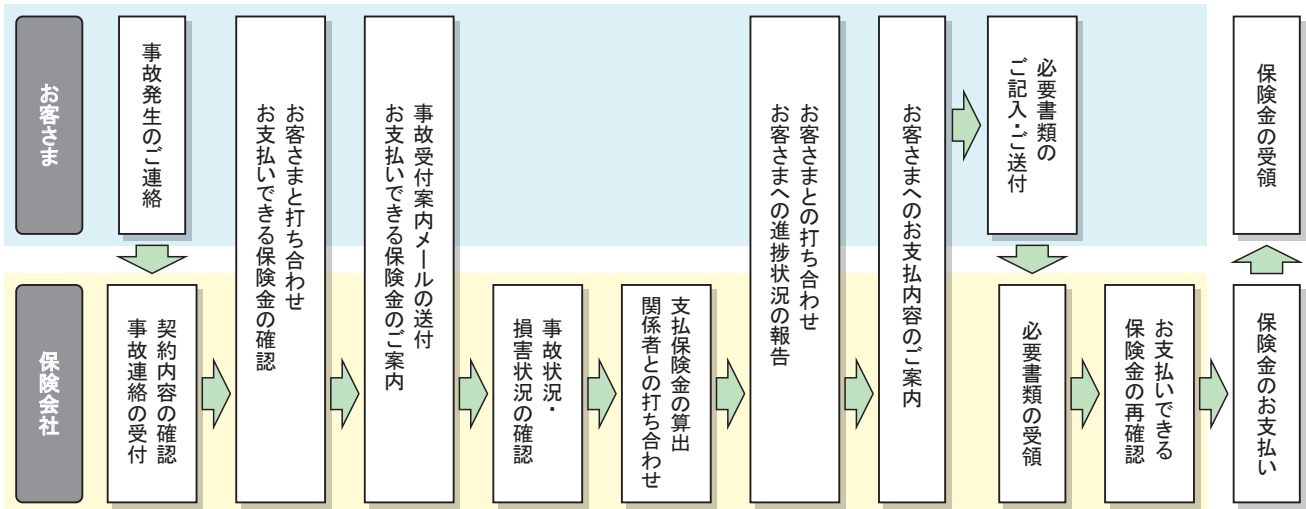 お客さま
事故発生のご連絡
保険会社
契約内容の確認
事故連絡の受付
お客さまと打ち合わせ
お支払いできる保険金の確認
事故受付案内メールの送付
お支払いできる保険金のご案内
事故状況・
損害状況の確認
支払保険金の算出
関係者との打ち合わせ
お客さまとの打ち合わせ
お客さまへの進捗状況の報告
お客さまへのお支払内容のご案内
必要書類の
ご記入・ご送付
必要書類の受領
お支払いできる
保険金の再確認
保険金のお支払い
保険金の受領